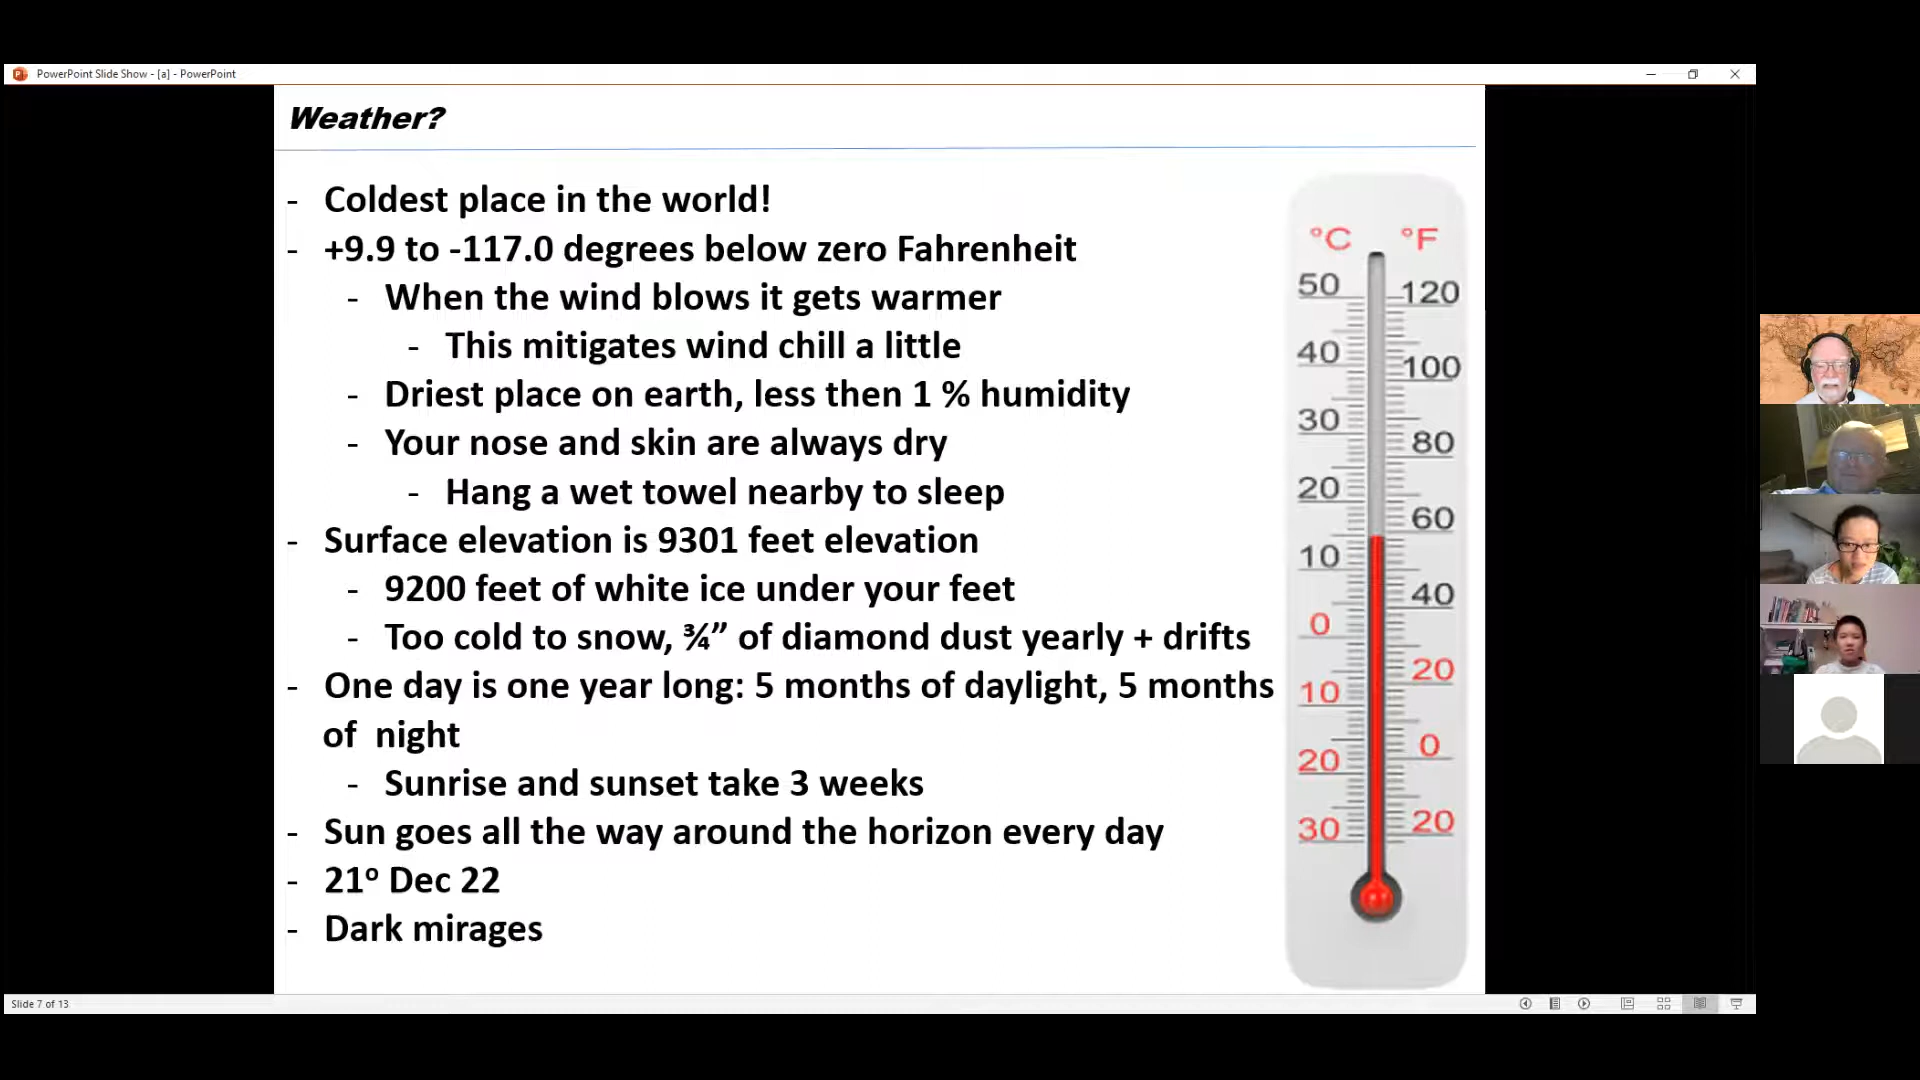 PowerPoint Slide Show - [a] - PowerPoint
Weather?
- Coldest place in the world!
- +9.9 to -117.0 degrees below zero Fahrenheit
- When the wind blows it gets warmer
- This mitigates wind chill a little
- Driest place on earth, less then 1 % humidity
- Your nose and skin are always dry
- Hang a wet towel nearby to sleep
- Surface elevation is 9301 feet elevation
- 9200 feet of white ice under your feet
- Too cold to snow, ¾” of diamond dust yearly + drifts
- One day is one year long: 5 months of daylight, 5 months
of night
- Sunrise and sunset take 3 weeks
- Sun goes all the way around the horizon every day
- 21º Dec 22
- Dark mirages
°C °F
50 120
40 100
30 80
20 60
10 40
0 20
10 0
20 20
30
Slide 7 of 13